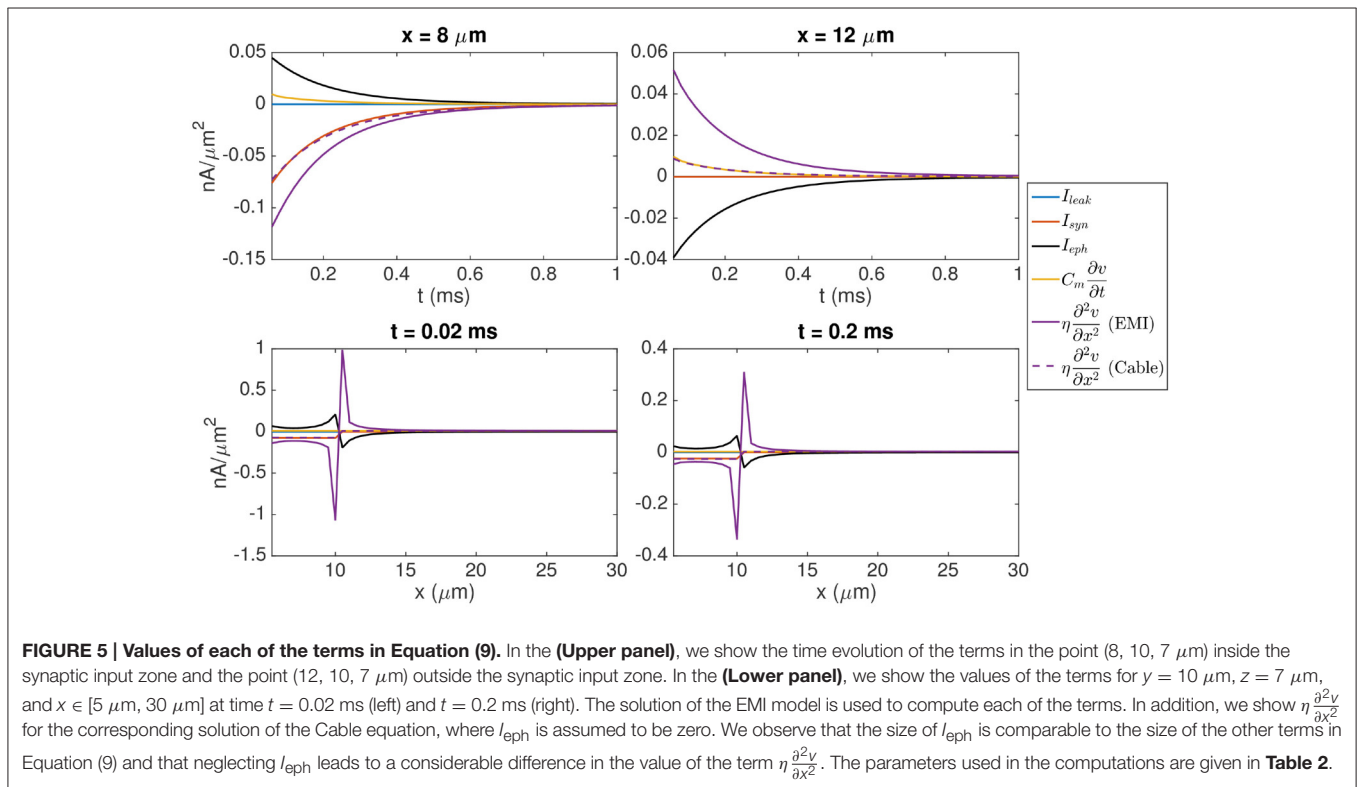 x = 8 μm
0.05
0
-0.05
-0.1
-0.15
nA/μm²
0.2 0.4 0.6 0.8 1
t (ms)
x = 12 μm
0.06
0.04
0.02
0
-0.02
-0.04
0.2 0.4 0.6 0.8 1
t (ms)
I_leak
I_syn
I_eph
C_m ∂v/∂t
η ∂²v/∂x² (EMI)
η ∂²v/∂x² (Cable)
t = 0.02 ms
1
0.5
0
-0.5
-1
-1.5
nA/μm²
10 15 20 25 30
x (μm)
t = 0.2 ms
0.4
0.2
0
-0.2
-0.4
10 15 20 25 30
x (μm)
FIGURE 5 | Values of each of the terms in Equation (9). In the (Upper panel), we show the time evolution of the terms in the point (8, 10, 7 μm) inside the
synaptic input zone and the point (12, 10, 7 μm) outside the synaptic input zone. In the (Lower panel), we show the values of the terms for y = 10 μm, z = 7 μm,
and x ∈ [5 μm, 30 μm] at time t = 0.02 ms (left) and t = 0.2 ms (right). The solution of the EMI model is used to compute each of the terms. In addition, we show η ∂²v/∂x²
for the corresponding solution of the Cable equation, where I_eph is assumed to be zero. We observe that the size of I_eph is comparable to the size of the other terms in
Equation (9) and that neglecting I_eph leads to a considerable difference in the value of the term η ∂²v/∂x². The parameters used in the computations are given in Table 2.